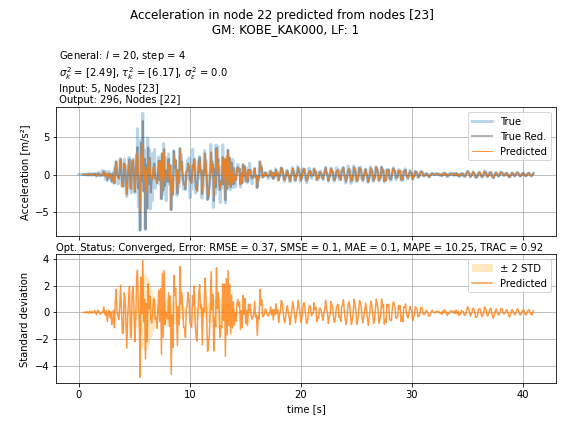 Acceleration in node 22 predicted from nodes [23]
GM: KOBE_KAK000, LF: 1
General: l = 20, step = 4
σ²ₖ = [2.49], τ²ₖ = [6.17], σ²ₑ = 0.0
Input: 5, Nodes [23]
Output: 296, Nodes [22]
Acceleration [m/s²]
5
0
−5
True
True Red.
Predicted
Opt. Status: Converged, Error: RMSE = 0.37, SMSE = 0.1, MAE = 0.1, MAPE = 10.25, TRAC = 0.92
Standard deviation
4
2
0
−2
−4
± 2 STD
Predicted
0 10 20 30 40
time [s]